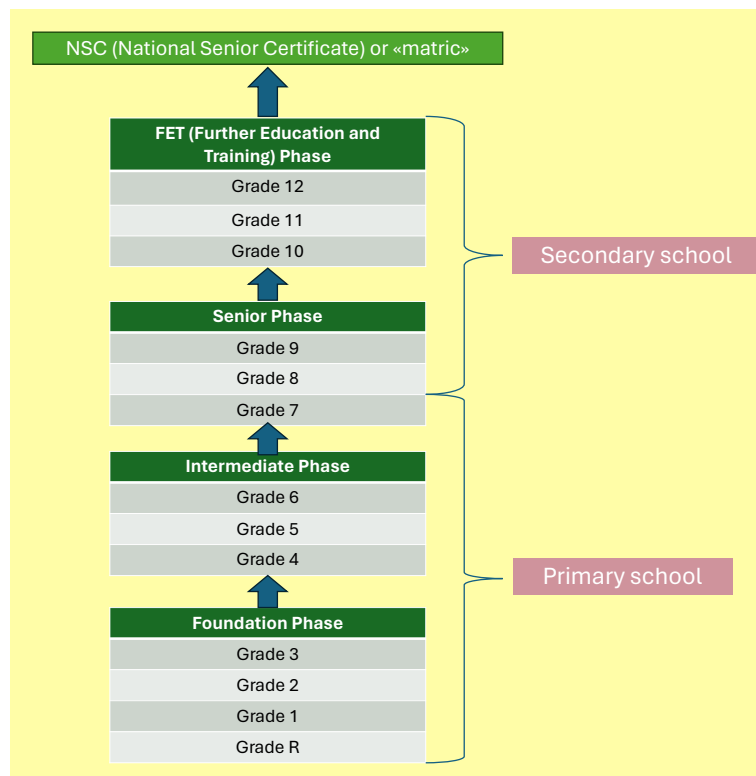 NSC (National Senior Certificate) or «matric»
FET (Further Education and
Training) Phase
Grade 12
Grade 11
Grade 10
Secondary school
Senior Phase
Grade 9
Grade 8
Grade 7
Intermediate Phase
Grade 6
Grade 5
Grade 4
Primary school
Foundation Phase
Grade 3
Grade 2
Grade 1
Grade R